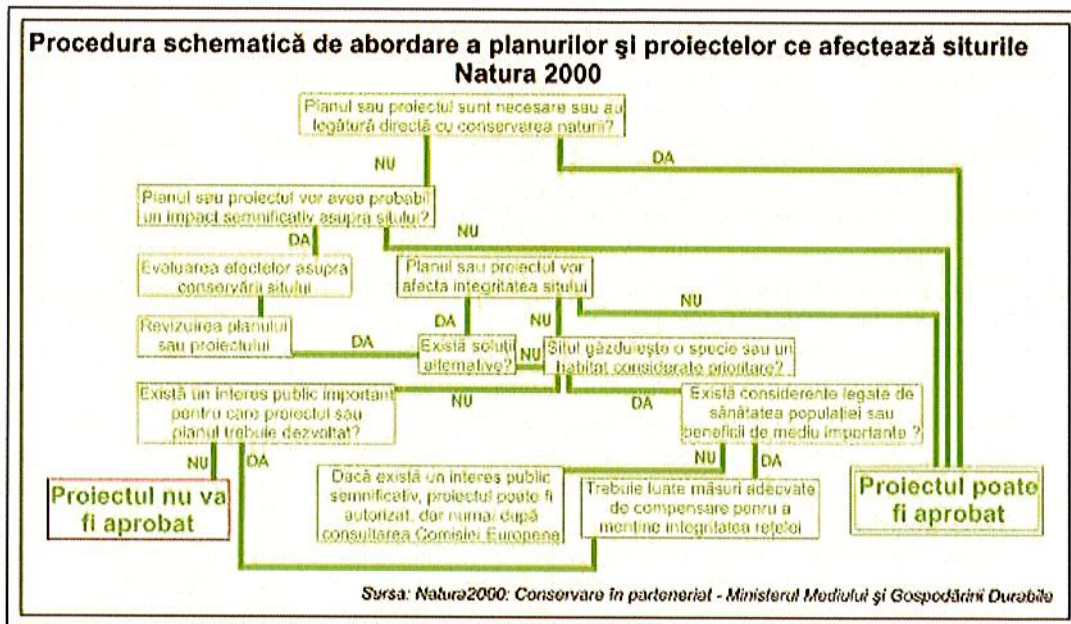 Procedura schematică de abordare a planurilor şi proiectelor ce afectează siturile
Natura 2000
Planul sau proiectul sunt necesare sau au
legătură directă cu conservarea naturii?
NU
DA
Planul sau proiectul vor avea probabil
un impact semnificativ asupra sitului?
DA
NU
Evaluarea efectelor asupra
conservării sitului
Planul sau proiectul vor
afecta integritatea sitului
NU
DA
NU
Revizuirea planului
sau proiectului
DA
Există soluţii
alternative?
NU
Situl găzduieşte o specie sau un
habitat considerate prioritare?
NU
DA
Există un interes public important
pentru care proiectul sau
planul trebuie dezvoltat?
Există considerente legate de
sănătatea populaţiei sau
beneficii de mediu importante ?
NU
DA
NU
DA
Proiectul nu va
fi aprobat
Dacă există un interes public
semnificativ, proiectul poate fi
autorizat, dar numai după
consultarea Comisiei Europene
Trebuie luate măsuri adecvate
de compensare penru a
menţine integritatea reţelei
Proiectul poate
fi aprobat
Sursa: Natura2000: Conservare în parteneriat - Ministerul Mediului şi Gospodăririi Durabile